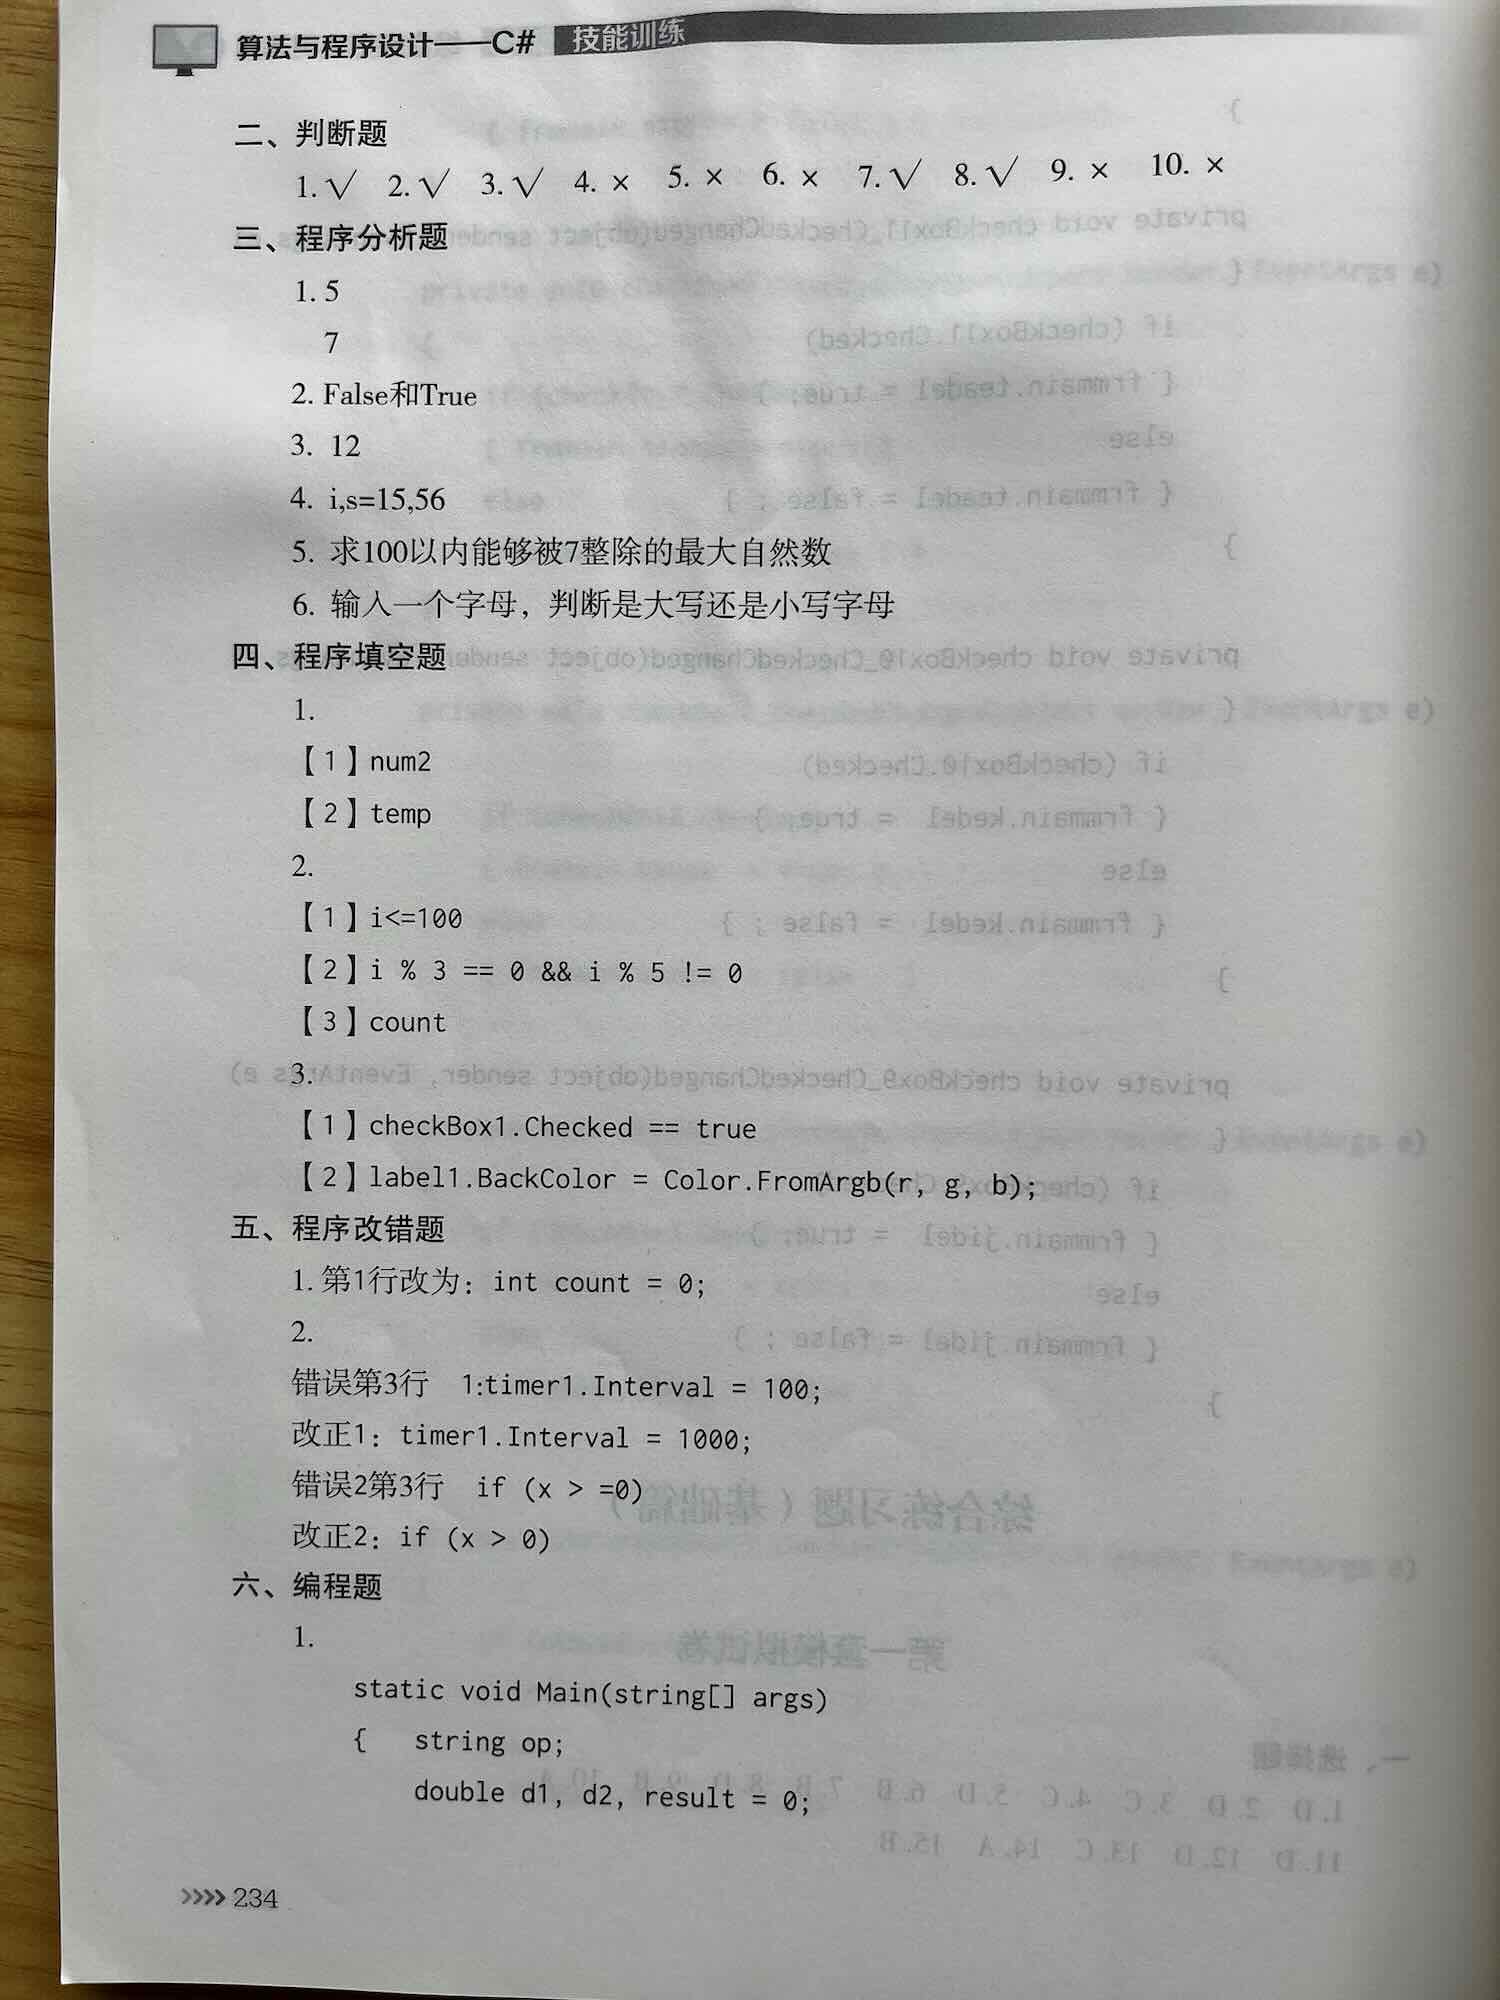 算法与程序设计——C# 技能训练
二、判断题
1.√ 2.√ 3.√ 4. × 5. × 6. × 7.√ 8.√ 9. × 10. ×
三、程序分析题
1. 5
7
2. False和True
3. 12
4. i,s=15,56
5. 求100以内能够被7整除的最大自然数
6. 输入一个字母，判断是大写还是小写字母
四、程序填空题
1.
【1】num2
【2】temp
2.
【1】i<=100
【2】i % 3 == 0 && i % 5 != 0
【3】count
3.
【1】checkBox1.Checked == true
【2】label1.BackColor = Color.FromArgb(r, g, b);
五、程序改错题
1. 第1行改为：int count = 0;
2.
错误第3行 1:timer1.Interval = 100;
改正1：timer1.Interval = 1000;
错误2第3行 if (x > =0)
改正2：if (x > 0)
六、编程题
1.
static void Main(string[] args)
{ string op;
double d1, d2, result = 0;
>>>> 234